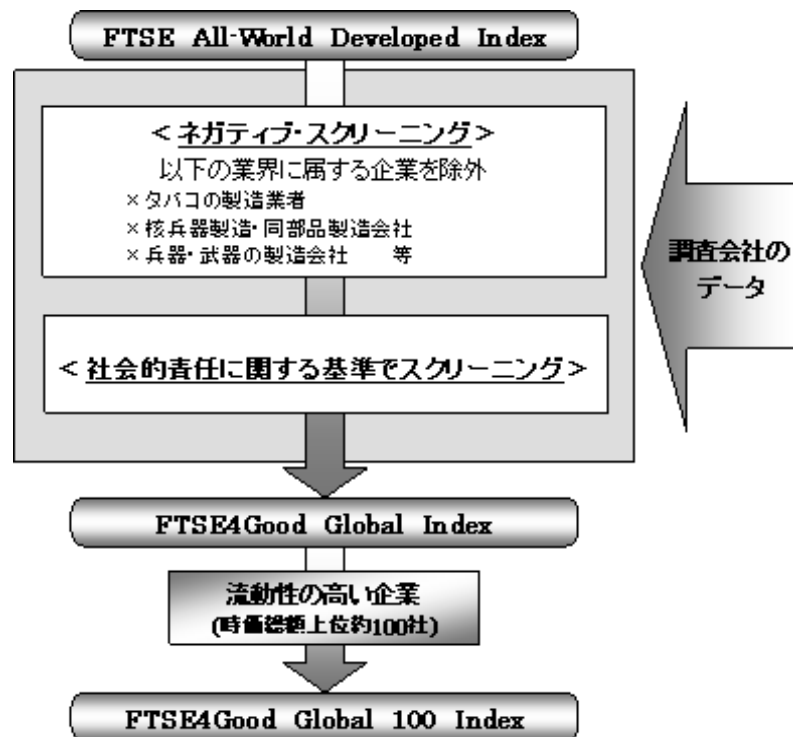 FTSE All-World Developed Index
＜ネガティブ・スクリーニング＞
以下の業界に属する企業を除外
×タバコの製造業者
×核兵器製造・同部品製造会社
×兵器・武器の製造会社　等
調査会社の
データ
＜社会的責任に関する基準でスクリーニング＞
FTSE4Good Global Index
流動性の高い企業
(時価総額上位約100社)
FTSE4Good Global 100 Index